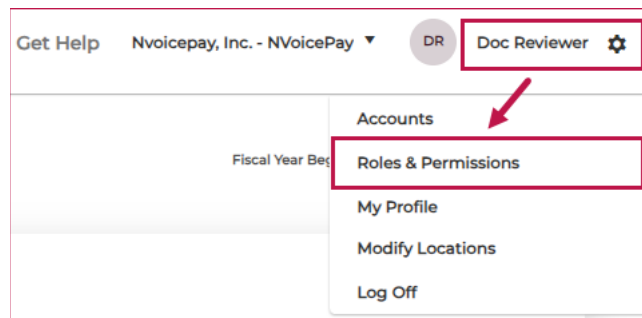 Get Help Nvoicepay, Inc. - NVoicePay DR Doc Reviewer
Accounts
Fiscal Year Beg
Roles & Permissions
My Profile
Modify Locations
Log Off